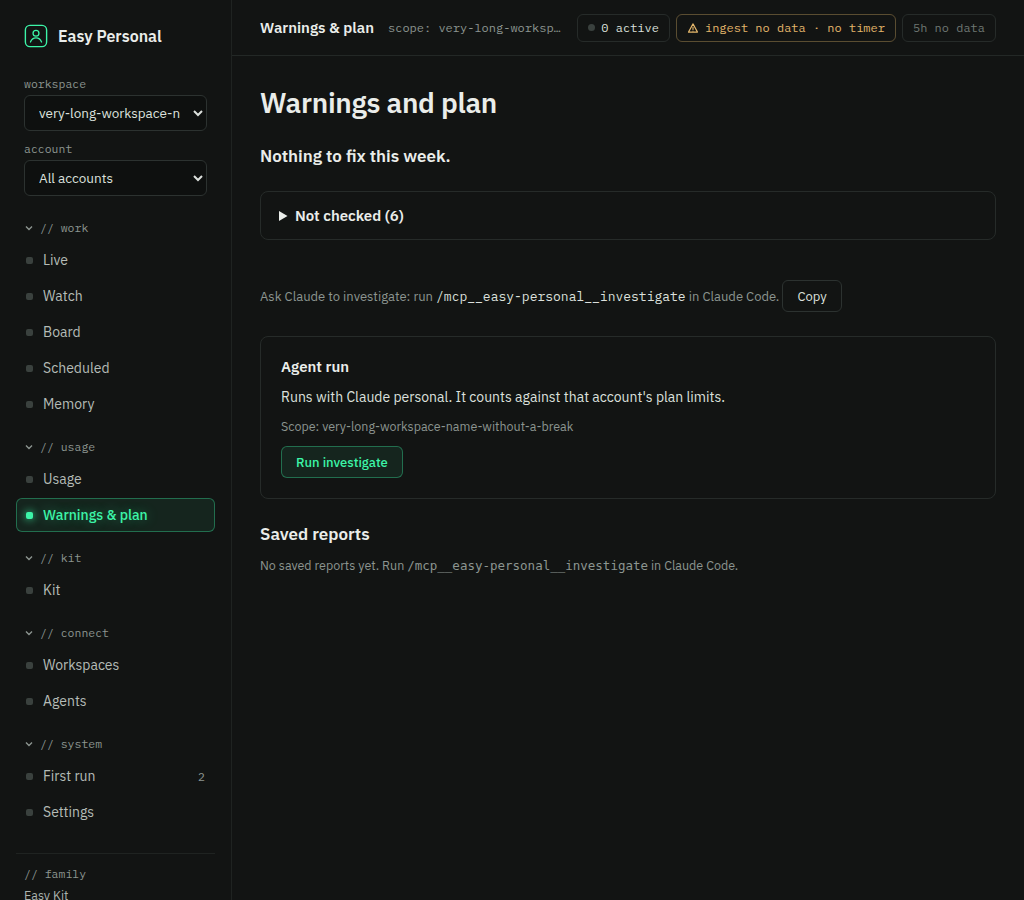 Easy Personal
workspace
very-long-workspace-n
account
All accounts
// work
Live
Watch
Board
Scheduled
Memory
// usage
Usage
Warnings & plan
// kit
Kit
// connect
Workspaces
Agents
// system
First run 2
Settings
// family
Easy Kit
Warnings & plan scope: very-long-worksp… 0 active ingest no data · no timer 5h no data
Warnings and plan
Nothing to fix this week.
Not checked (6)
Ask Claude to investigate: run /mcp__easy-personal__investigate in Claude Code. Copy
Agent run
Runs with Claude personal. It counts against that account's plan limits.
Scope: very-long-workspace-name-without-a-break
Run investigate
Saved reports
No saved reports yet. Run /mcp__easy-personal__investigate in Claude Code.